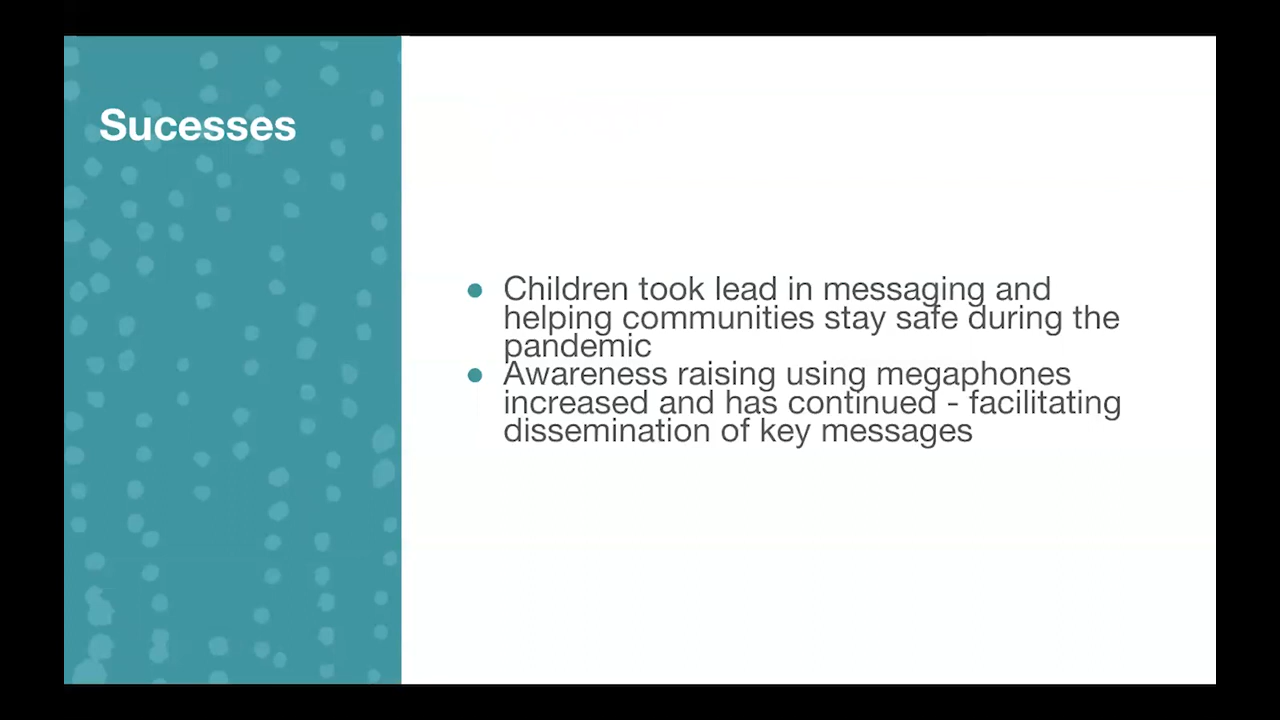 Sucesses
● Children took lead in messaging and
helping communities stay safe during the
pandemic
● Awareness raising using megaphones
increased and has continued - facilitating
dissemination of key messages